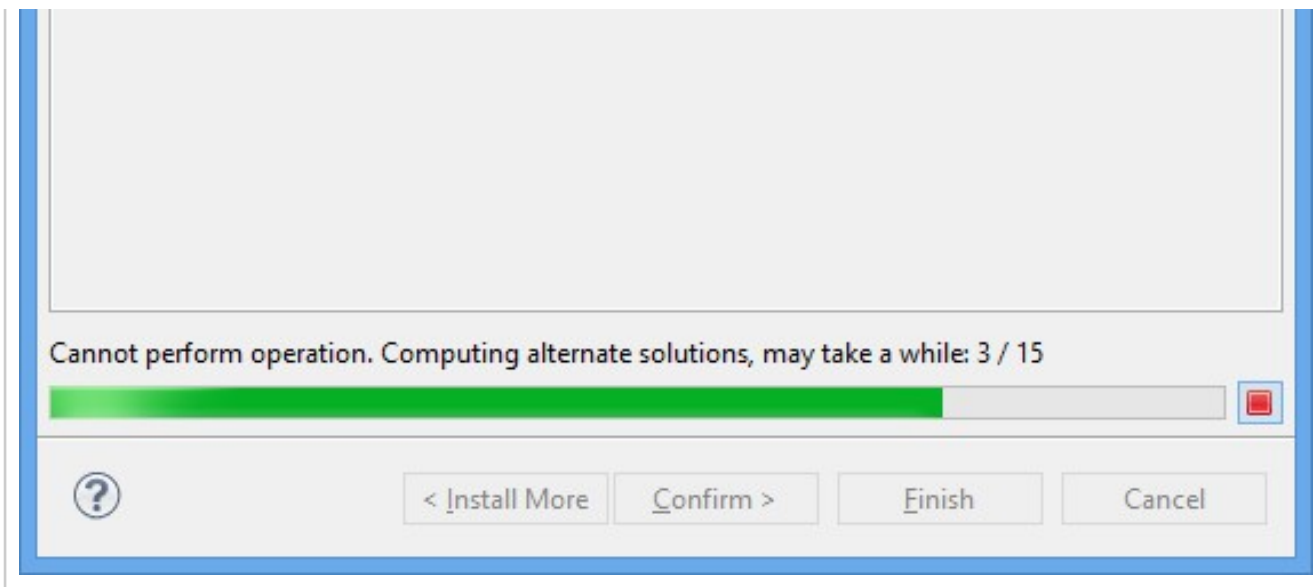 Cannot perform operation. Computing alternate solutions, may take a while: 3 / 15
? < Install More Confirm > Finish Cancel